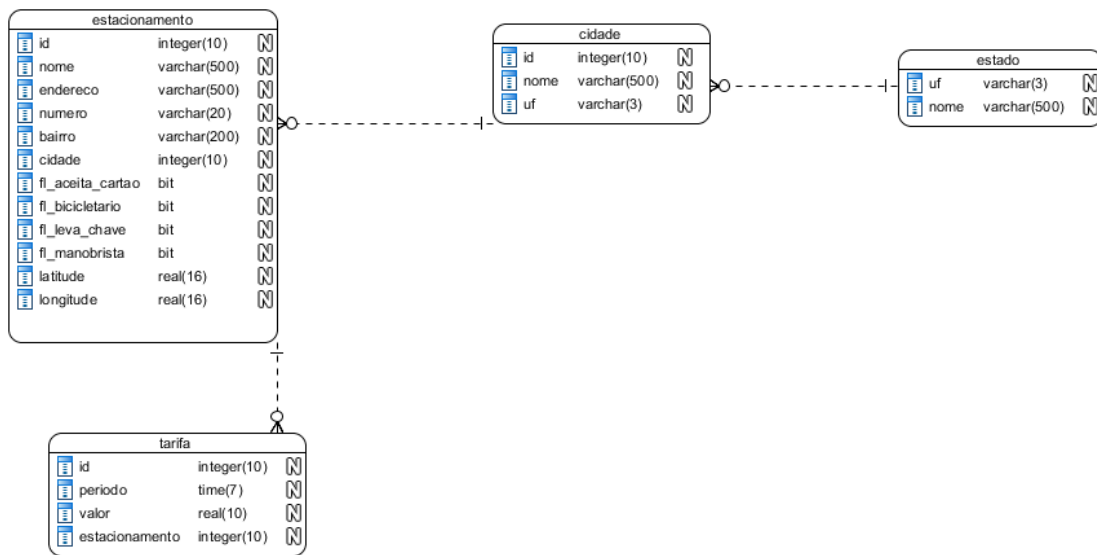 estacionamento
id integer(10) N
nome varchar(500) N
endereco varchar(500) N
numero varchar(20) N
bairro varchar(200) N
cidade integer(10) N
fl_aceita_cartao bit N
fl_bicicletario bit N
fl_leva_chave bit N
fl_manobrista bit N
latitude real(16) N
longitude real(16) N
cidade
id integer(10) N
nome varchar(500) N
uf varchar(3) N
estado
uf varchar(3) N
nome varchar(500) N
tarifa
id integer(10) N
periodo time(7) N
valor real(10) N
estacionamento integer(10) N